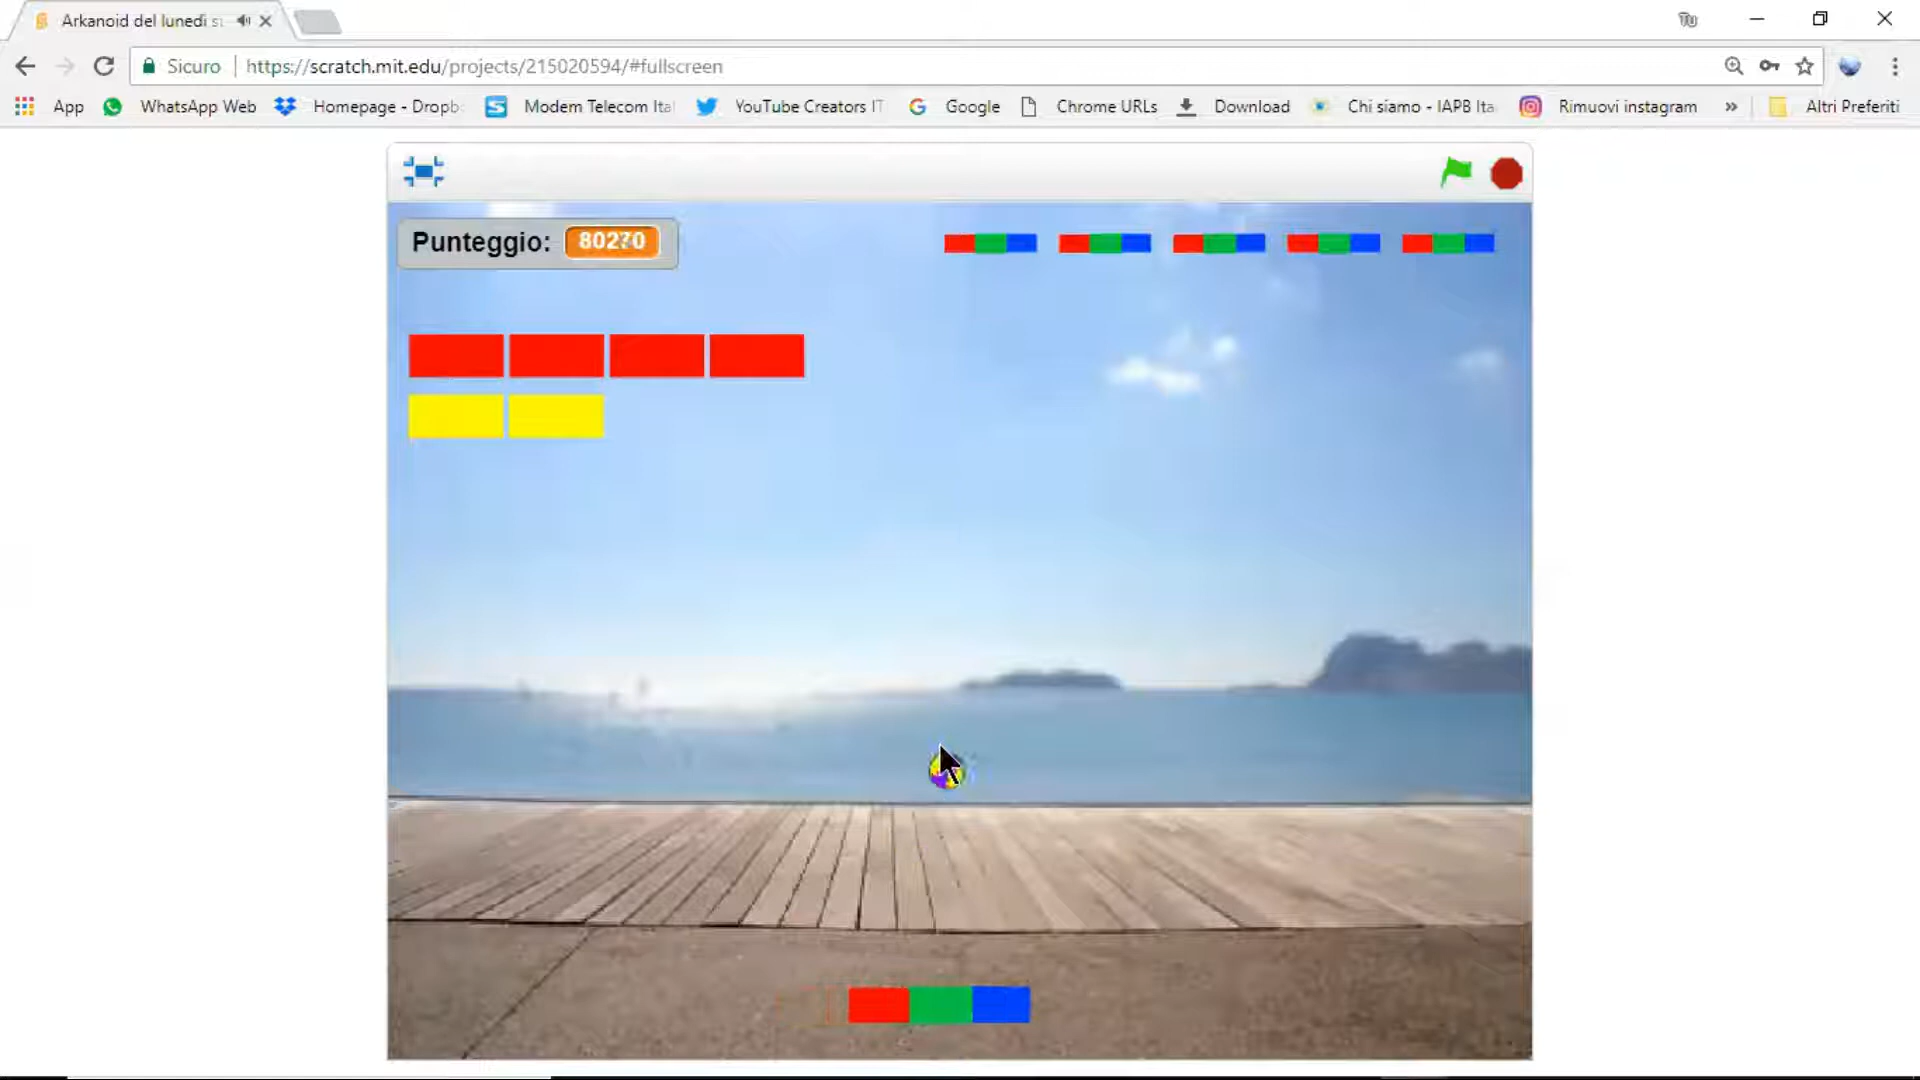 Arkanoid del lunedì s
Tu
Sicuro
https://scratch.mit.edu/projects/215020594/#fullscreen
App
WhatsApp Web
Homepage - Dropb
Modem Telecom Ita
YouTube Creators IT
Google
Chrome URLs
Download
Chi siamo - IAPB Ita
Rimuovi instagram
»
Altri Preferiti
Punteggio: 80270